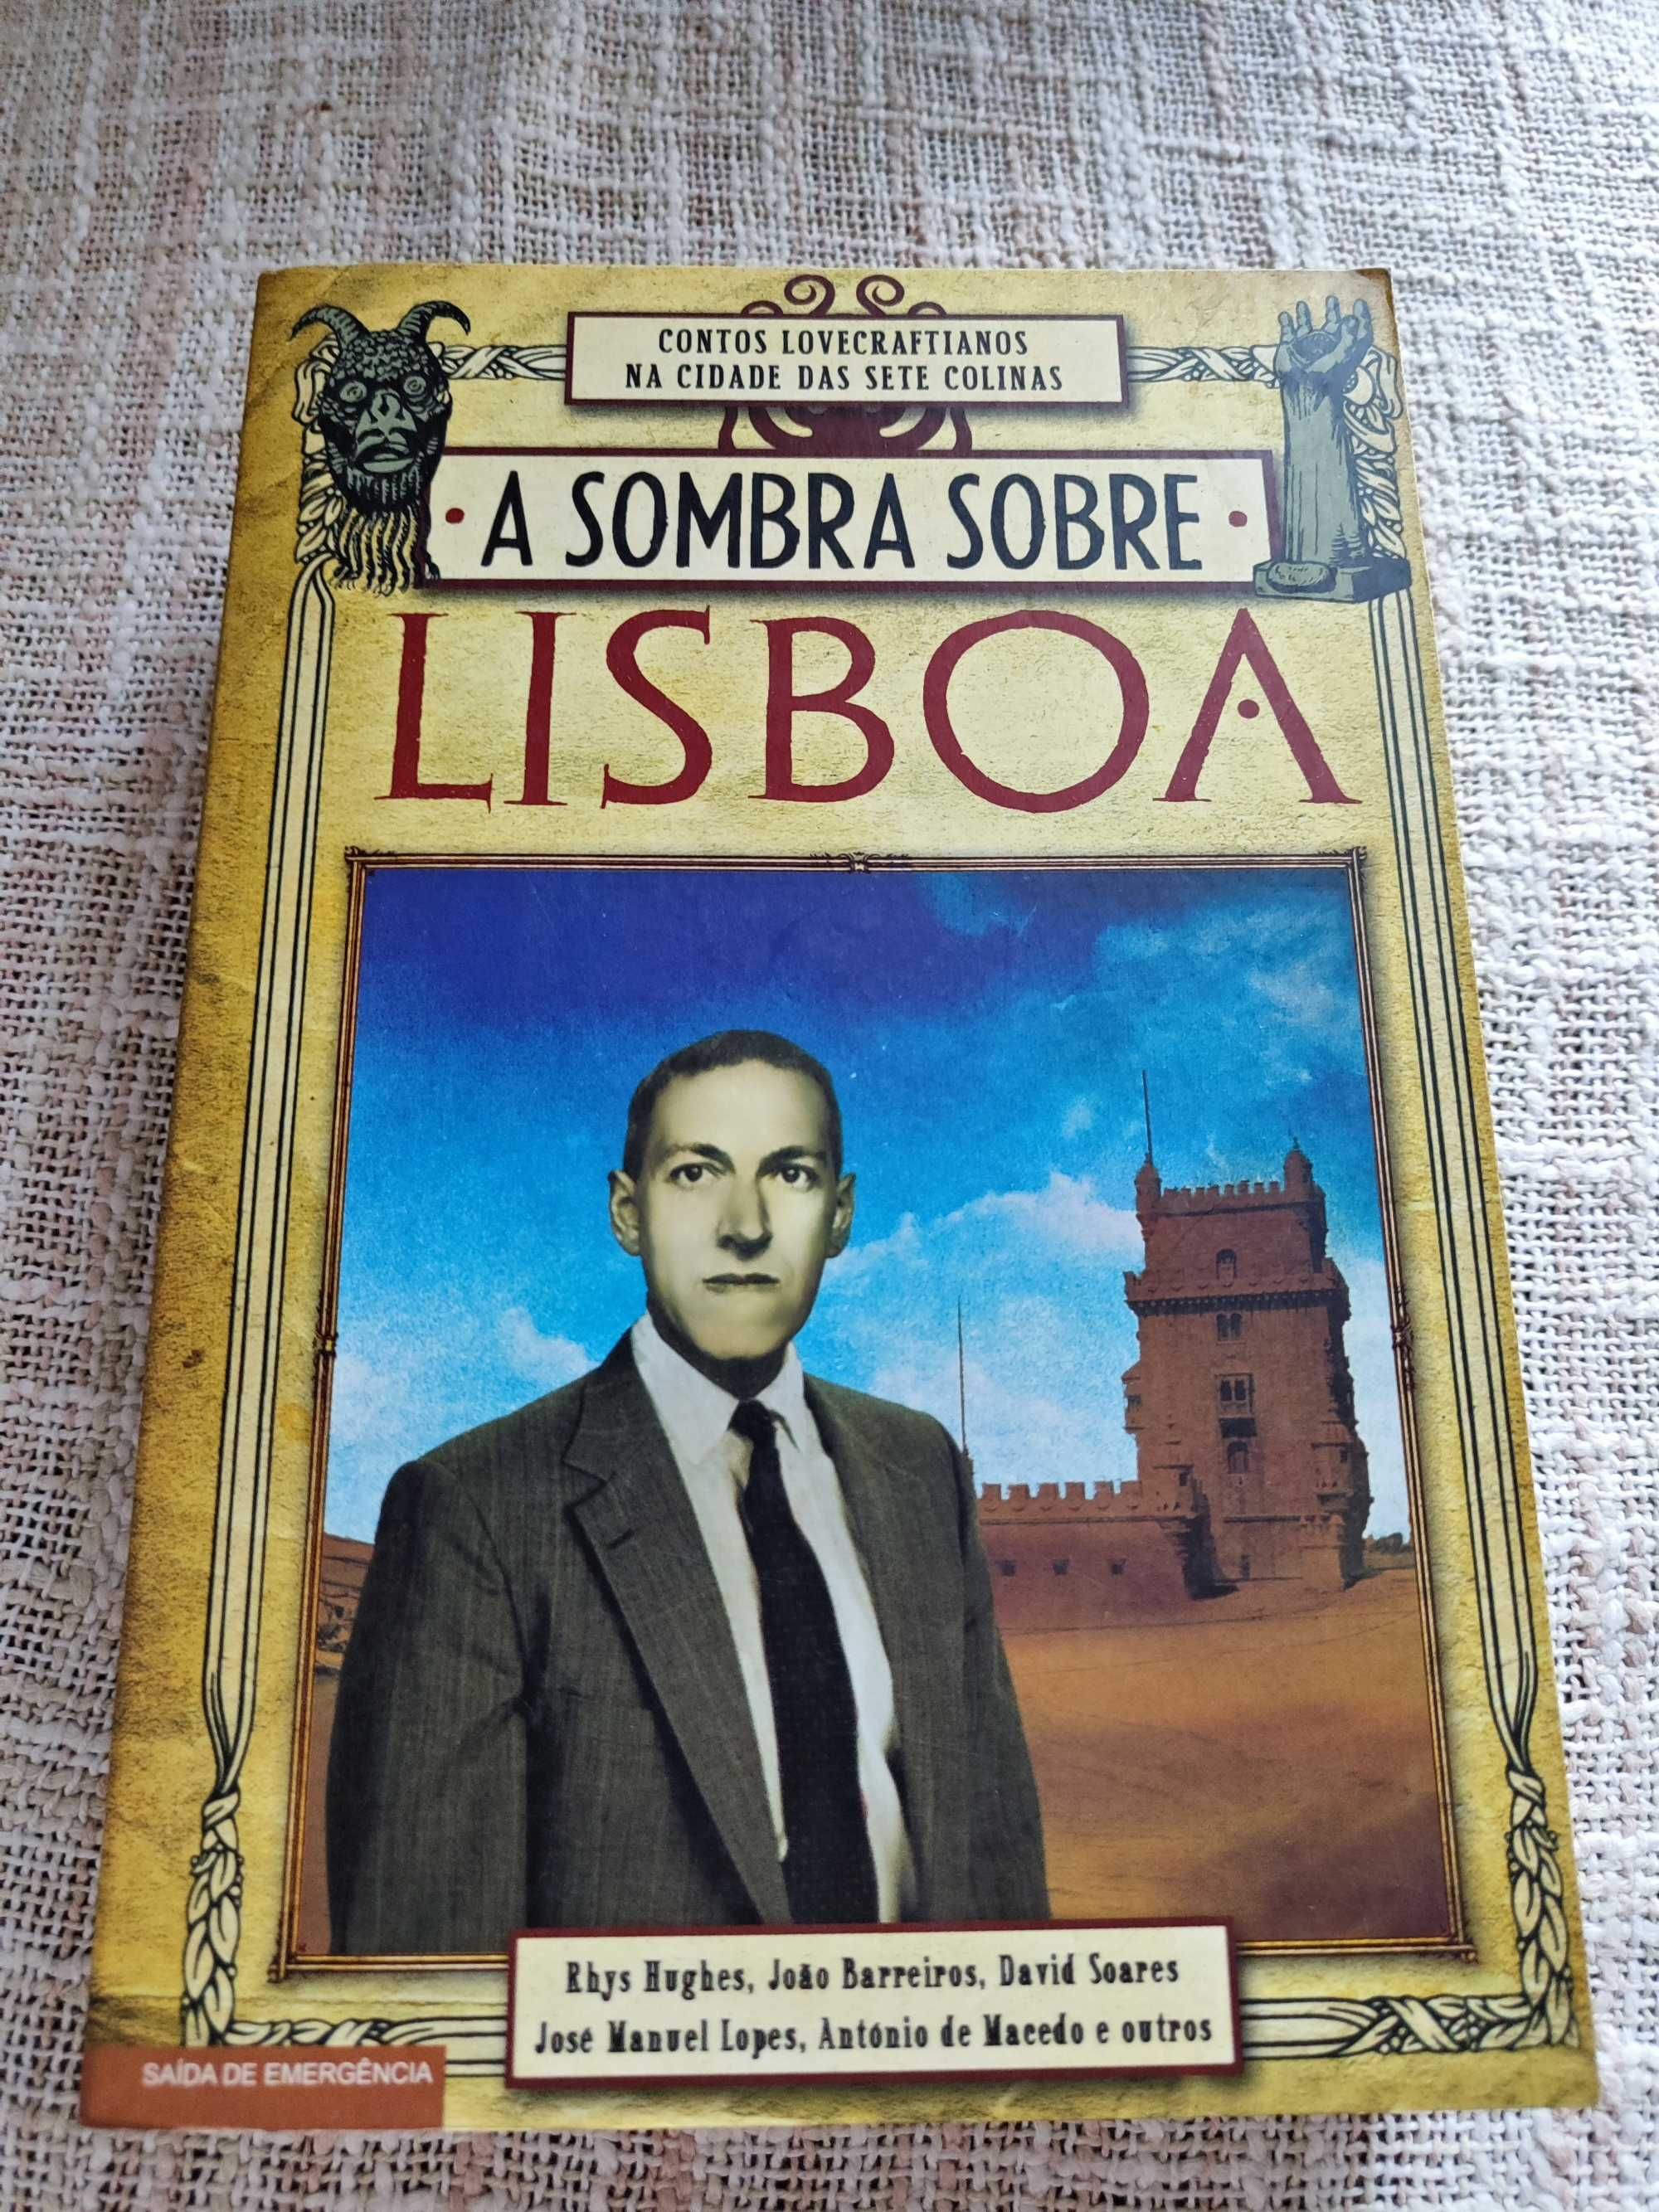 CONTOS LOVECRAFTIANOS
NA CIDADE DAS SETE COLINAS
· A SOMBRA SOBRE ·
LISBOA
Rhys Hughes, João Barreiros, David Soares
José Manuel Lopes, António de Macedo e outros
SAÍDA DE EMERGÊNCIA